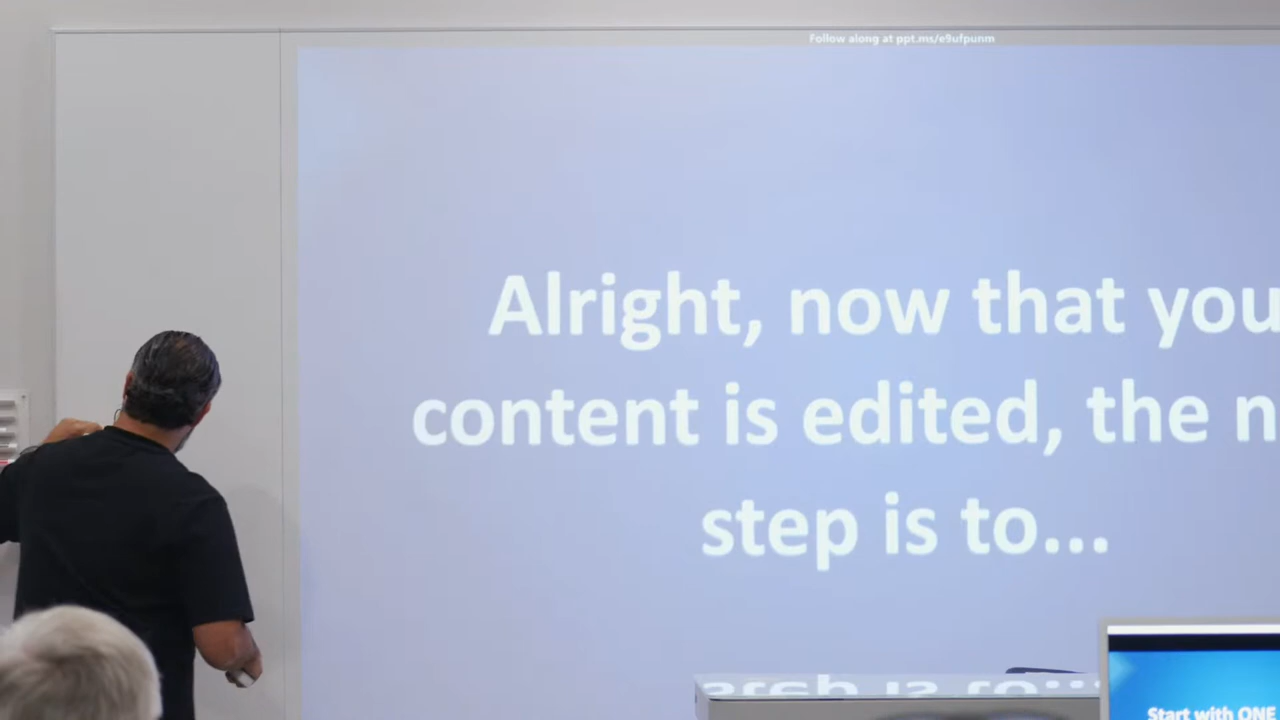 Follow along at ppt.ms/e9ufpunm
Alright, now that you
content is edited, the n
step is to...
Start with ONE